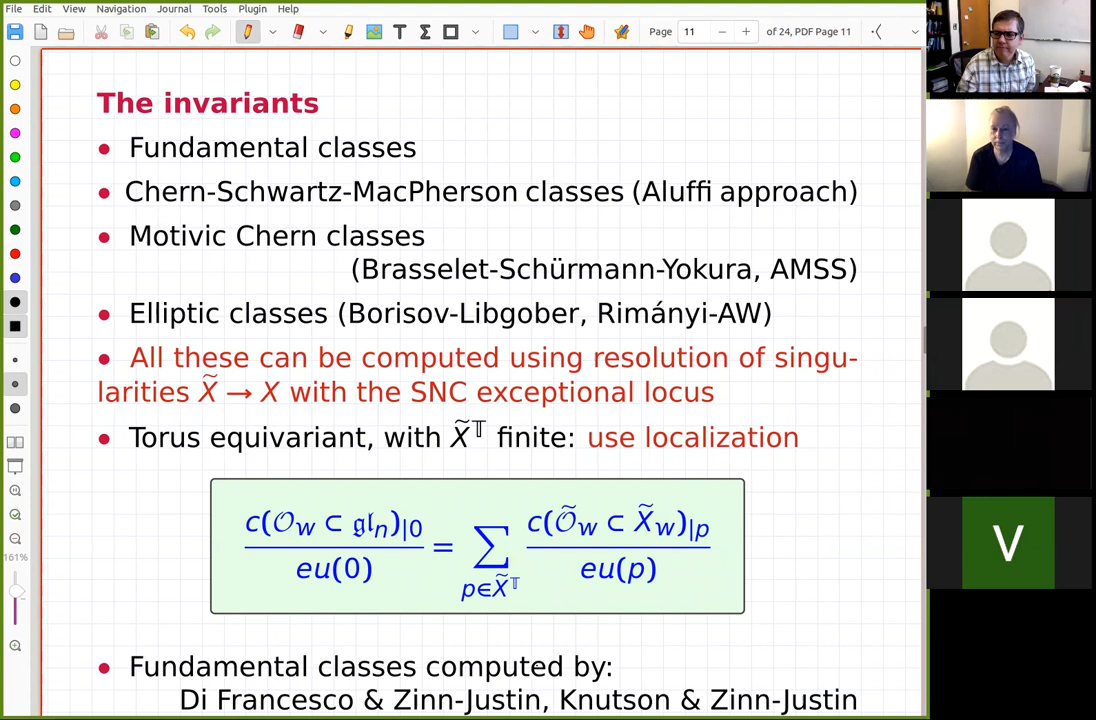 File Edit View Journal Tools Plugin Help
Page 11 of 24, PDF Page 11
The invariants
• Fundamental classes
• Chern-Schwartz-MacPherson classes (Aluffi approach)
• Motivic Chern classes
(Brasselet-Schürmann-Yokura, AMSS)
• Elliptic classes (Borisov-Libgober, Rimányi-AW)
• All these can be computed using resolution of singu-
larities X̃ → X with the SNC exceptional locus
• Torus equivariant, with X̃^𝕋 finite: use localization
c(𝒪_w ⊂ 𝔤𝔩_n)_{|0} / eu(0) = ∑_{p∈X̃^𝕋} c(𝒪̃_w ⊂ X̃_w)_{|p} / eu(p)
• Fundamental classes computed by:
Di Francesco & Zinn-Justin, Knutson & Zinn-Justin
161%
V